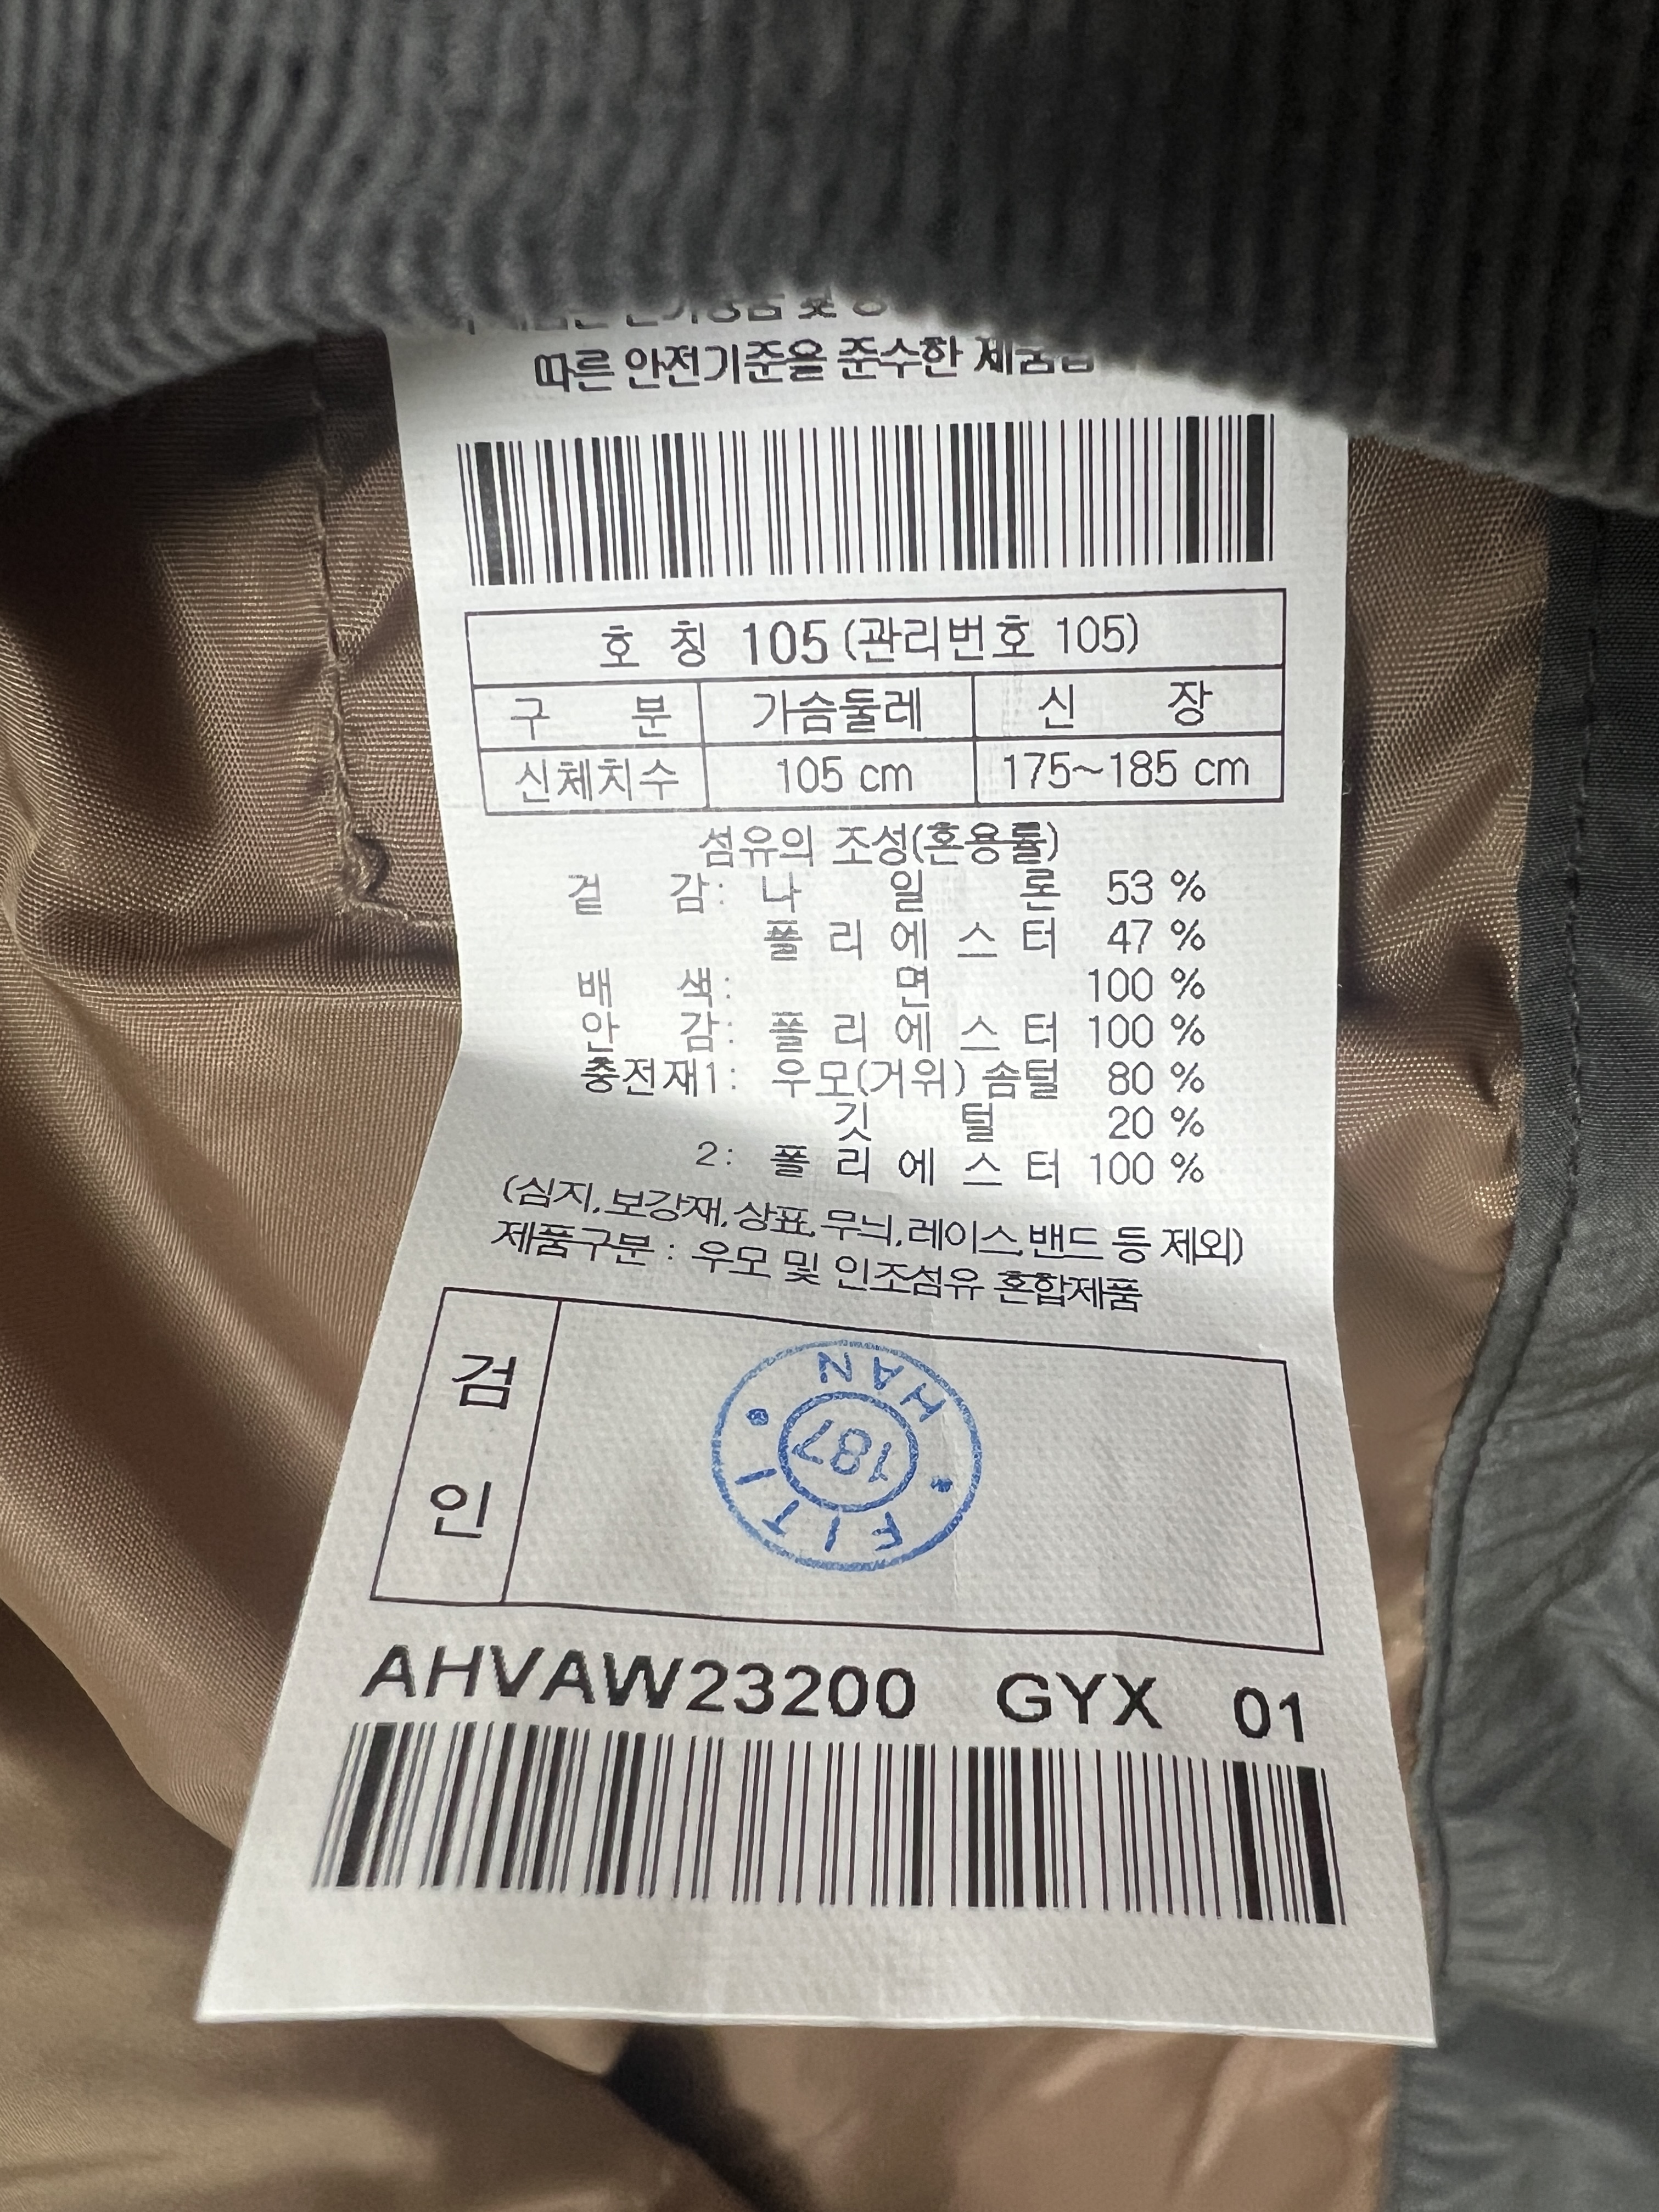 따른 안전기준을 준수한
호 칭 105 (관리번호 105)
구 분 가슴둘레 신 장
신체치수 105 cm 175~185 cm
섬유의 조성(혼용률)
겉 감: 나 일 론 53 %
폴 리 에 스 터 47 %
배 색: 면 100 %
안 감: 폴 리 에 스 터 100 %
충전재1: 우모(거위) 솜털 80 %
깃 털 20 %
2: 폴 리 에 스 터 100 %
(심지,보강재,상표,무늬,레이스,밴드 등 제외)
제품구분 : 우모 및 인조섬유 혼합제품
검인
HAN
187
FITI
AHVAW23200 GYX 01